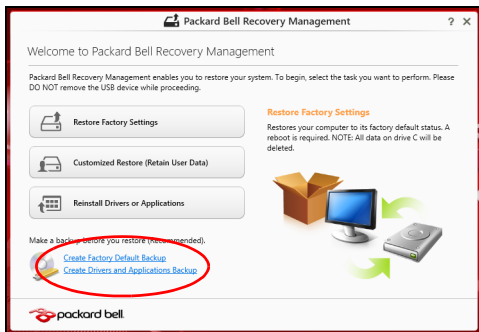 Packard Bell Recovery Management ? X
Welcome to Packard Bell Recovery Management
Packard Bell Recovery Management enables you to restore your system. To begin, select the task you want to perform. Please
DO NOT remove the USB device while proceeding.
Restore Factory Settings
Customized Restore (Retain User Data)
Reinstall Drivers or Applications
Restore Factory Settings
Restores your computer to its factory default status. A
reboot is required. NOTE: All data on drive C will be
deleted.
Make a backup before you restore (Recommended).
Create Factory Default Backup
Create Drivers and Applications Backup
packard bell